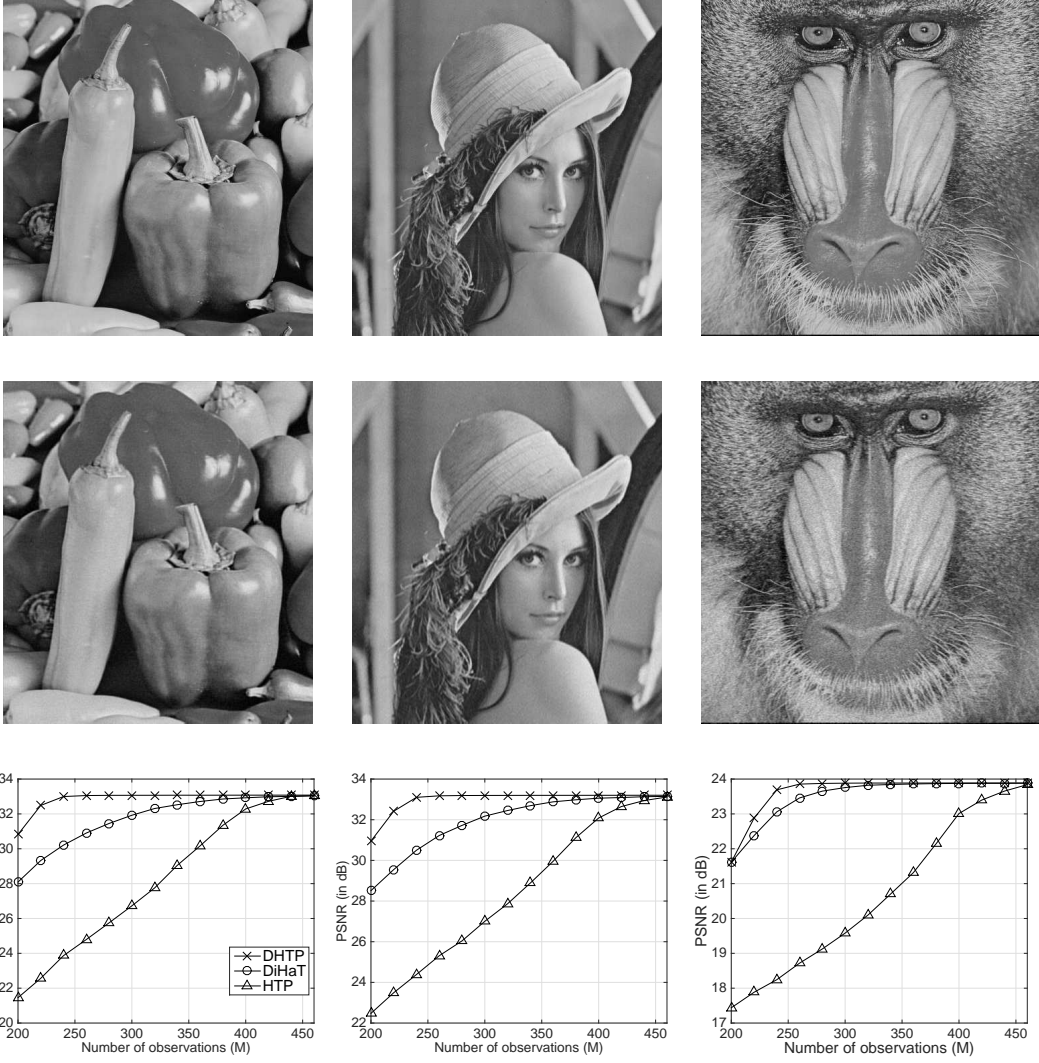 34
32
30
28
26
24
22
20
DHTP
DiHaT
HTP
200 250 300 350 400 450
Number of observations (M)
34
32
30
28
26
24
22
PSNR (in dB)
200 250 300 350 400 450
Number of observations (M)
24
23
22
21
20
19
18
17
PSNR (in dB)
200 250 300 350 400 450
Number of observations (M)